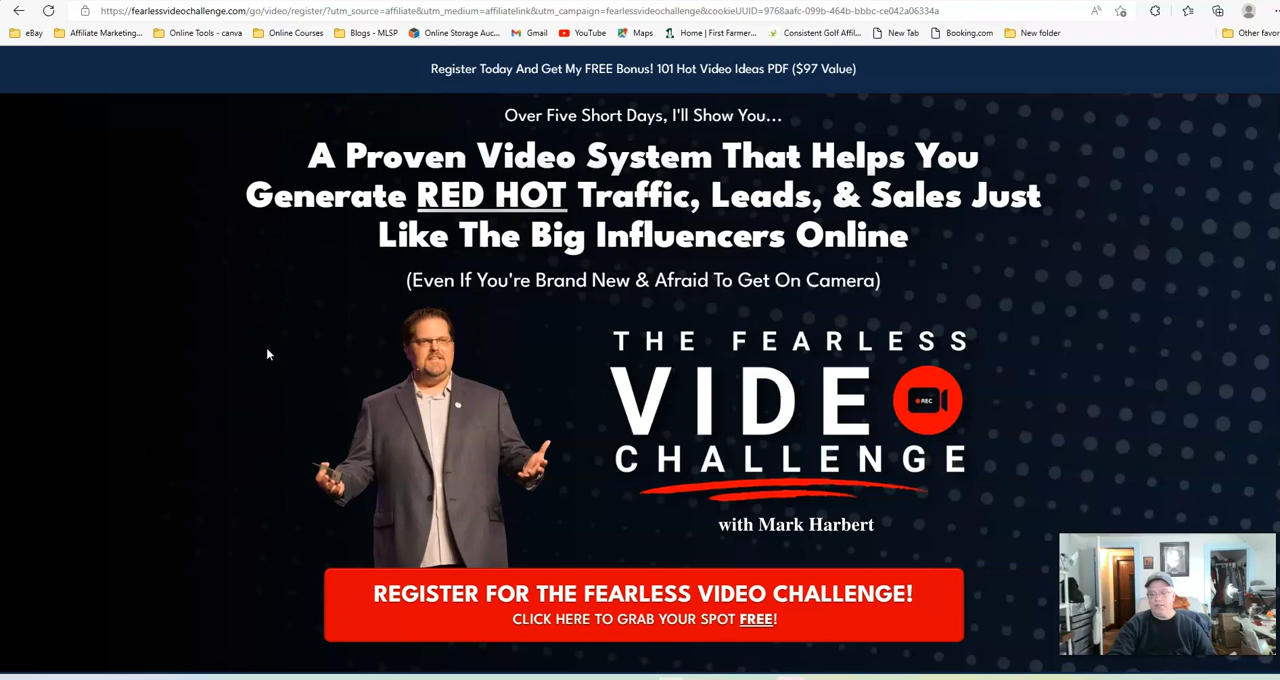 https://fearlessvideochallenge.com/go/video/register/?utm_source=affiliate&utm_medium=affiliatelink&utm_campaign=fearlessvideochallenge&cookieUUID=9768aafc-099b-464b-bbbc-ce042a06334a
eBay Affiliate Marketing... Online Tools - canva Online Courses Blogs - MLSP Online Storage Auc... Gmail YouTube Maps Home | First Farmer... Consistent Golf Affil... New Tab Booking.com New folder Other favor
Register Today And Get My FREE Bonus! 101 Hot Video Ideas PDF ($97 Value)
Over Five Short Days, I'll Show You...
A Proven Video System That Helps You
Generate RED HOT Traffic, Leads, & Sales Just
Like The Big Influencers Online
(Even If You're Brand New & Afraid To Get On Camera)
THE FEARLESS
VIDEO
REC
CHALLENGE
with Mark Harbert
REGISTER FOR THE FEARLESS VIDEO CHALLENGE!
CLICK HERE TO GRAB YOUR SPOT FREE!